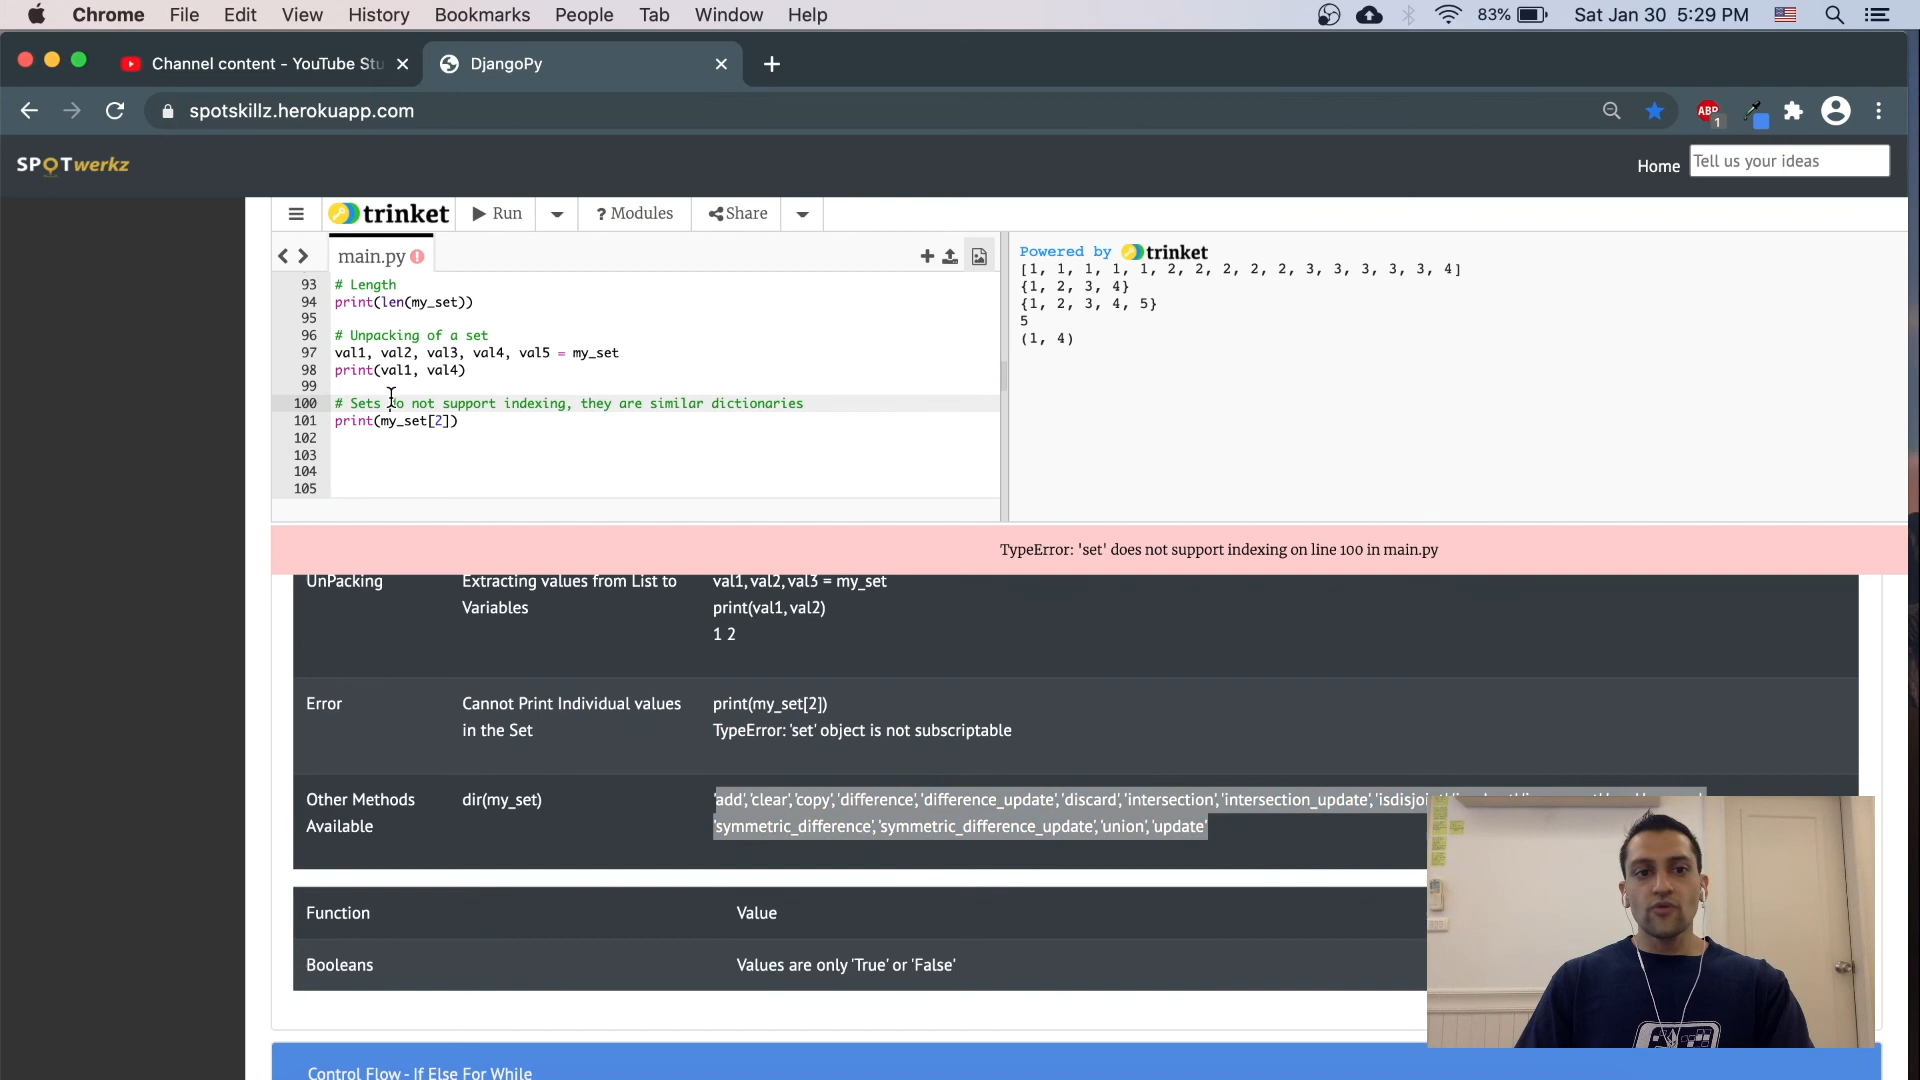 Chrome File Edit View History Bookmarks People Tab Window Help 83% Sat Jan 30 5:29 PM
Channel content - YouTube Stu DjangoPy
spotskillz.herokuapp.com ABP 1
SPOTwerkz Home Tell us your ideas
trinket Run ? Modules Share
main.py
93 # Length
94 print(len(my_set))
95
96 # Unpacking of a set
97 val1, val2, val3, val4, val5 = my_set
98 print(val1, val4)
99
100 # Sets do not support indexing, they are similar dictionaries
101 print(my_set[2])
102
103
104
105
Powered by trinket
[1, 1, 1, 1, 1, 2, 2, 2, 2, 2, 3, 3, 3, 3, 3, 4]
{1, 2, 3, 4}
{1, 2, 3, 4, 5}
5
(1, 4)
TypeError: 'set' does not support indexing on line 100 in main.py
UnPacking Extracting values from List to Variables val1, val2, val3 = my_set
print(val1, val2)
1 2
Error Cannot Print Individual values in the Set print(my_set[2])
TypeError: 'set' object is not subscriptable
Other Methods Available dir(my_set) 'add','clear','copy','difference','difference_update','discard','intersection','intersection_update',
'symmetric_difference','symmetric_difference_update','union','update'
Function Value
Booleans Values are only 'True' or 'False'
Control Flow - If Else For While